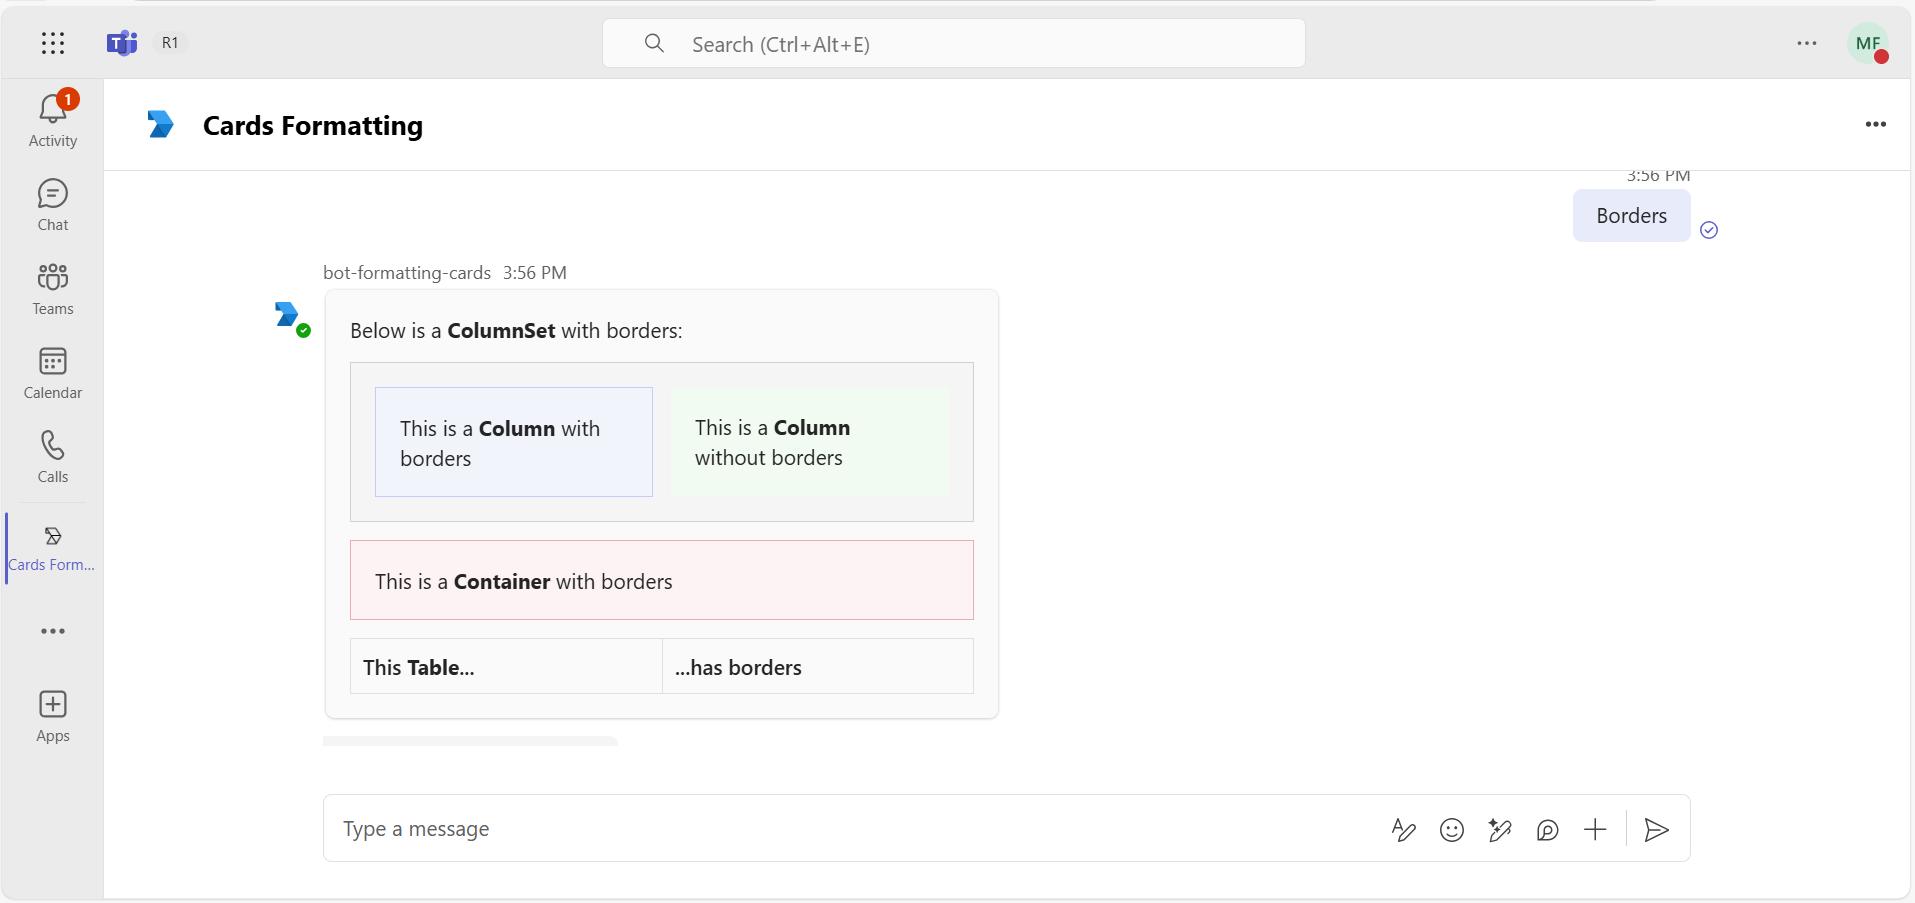 R1
Search (Ctrl+Alt+E)
MF
1
Activity
Chat
Teams
Calendar
Calls
Cards Form...
Apps
Cards Formatting
3:56 PM
Borders
bot-formatting-cards 3:56 PM
Below is a ColumnSet with borders:
This is a Column with
borders
This is a Column
without borders
This is a Container with borders
This Table...
...has borders
Type a message